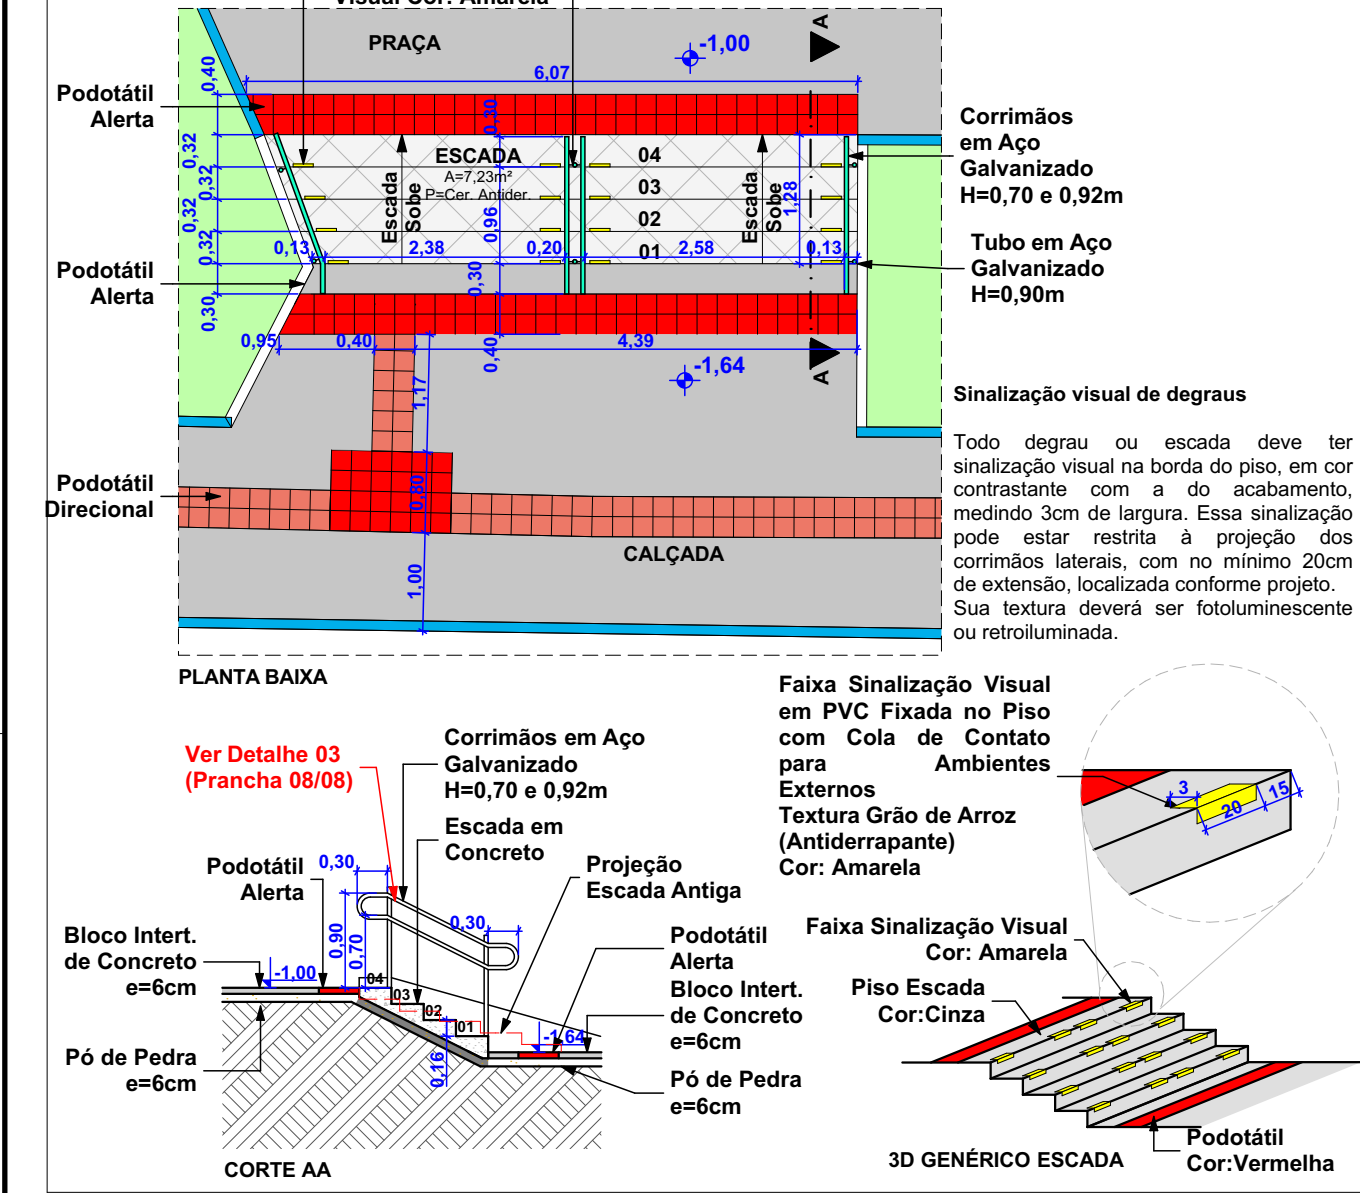 Visual Cor: Amarela
PRAÇA
-1,00
A
6,07
0,40
Podotátil
Alerta
0,30
Corrimãos
em Aço
Galvanizado
H=0,70 e 0,92m
0,32
0,32
0,32
0,32
0,32
0,32
ESCADA
A=7,23m²
P=Cer. Antider.
Escada
Sobe
0,96
04
03
02
01
Escada
Sobe
1,28
0,13
2,38
0,20
2,58
0,13
Tubo em Aço
Galvanizado
H=0,90m
Podotátil
Alerta
0,30
0,30
0,95
0,40
0,40
4,39
A
-1,64
1,17
Podotátil
Direcional
0,80
CALÇADA
1,00
PLANTA BAIXA
Sinalização visual de degraus
Todo degrau ou escada deve ter
sinalização visual na borda do piso, em cor
contrastante com a do acabamento,
medindo 3cm de largura. Essa sinalização
pode estar restrita à projeção dos
corrimãos laterais, com no mínimo 20cm
de extensão, localizada conforme projeto.
Sua textura deverá ser fotoluminescente
ou retroiluminada.
Ver Detalhe 03
(Prancha 08/08)
Corrimãos em Aço
Galvanizado
H=0,70 e 0,92m
Escada em
Concreto
Projeção
Escada Antiga
Podotátil
Alerta
0,30
0,30
0,90
0,70
Bloco Intert.
de Concreto
e=6cm
-1,00
04
03
02
01
0,16
-1,64
Pó de Pedra
e=6cm
Podotátil
Alerta
Bloco Intert.
de Concreto
e=6cm
Pó de Pedra
e=6cm
CORTE AA
Faixa Sinalização Visual
em PVC Fixada no Piso
com Cola de Contato
para Ambientes
Externos
Textura Grão de Arroz
(Antiderrapante)
Cor: Amarela
3
20
15
Faixa Sinalização Visual
Cor: Amarela
Piso Escada
Cor:Cinza
Podotátil
Cor:Vermelha
3D GENÉRICO ESCADA